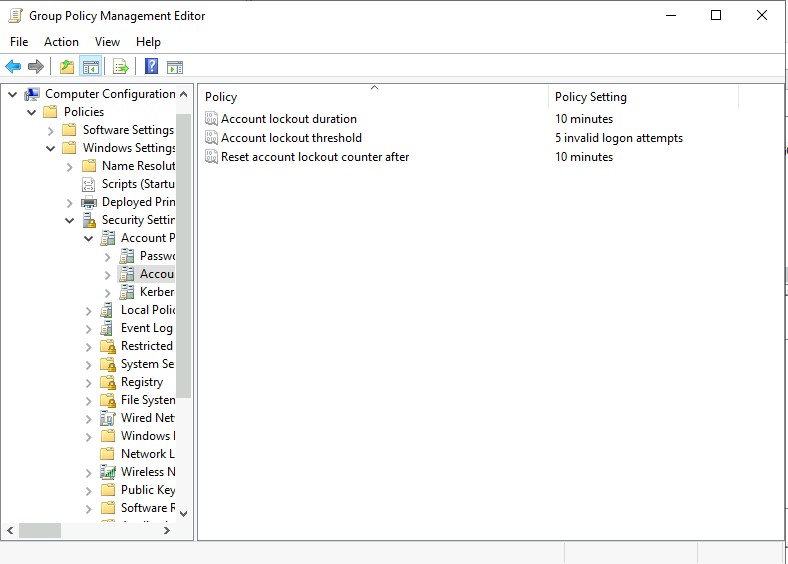 Group Policy Management Editor
File Action View Help
Computer Configuration
Policies
Software Settings
Windows Settings
Name Resolut
Scripts (Startu
Deployed Prin
Security Settin
Account P
Passwo
Accou
Kerber
Local Polic
Event Log
Restricted
System Se
Registry
File System
Wired Net
Windows
Network L
Wireless N
Public Key
Software R
Policy Policy Setting
Account lockout duration 10 minutes
Account lockout threshold 5 invalid logon attempts
Reset account lockout counter after 10 minutes